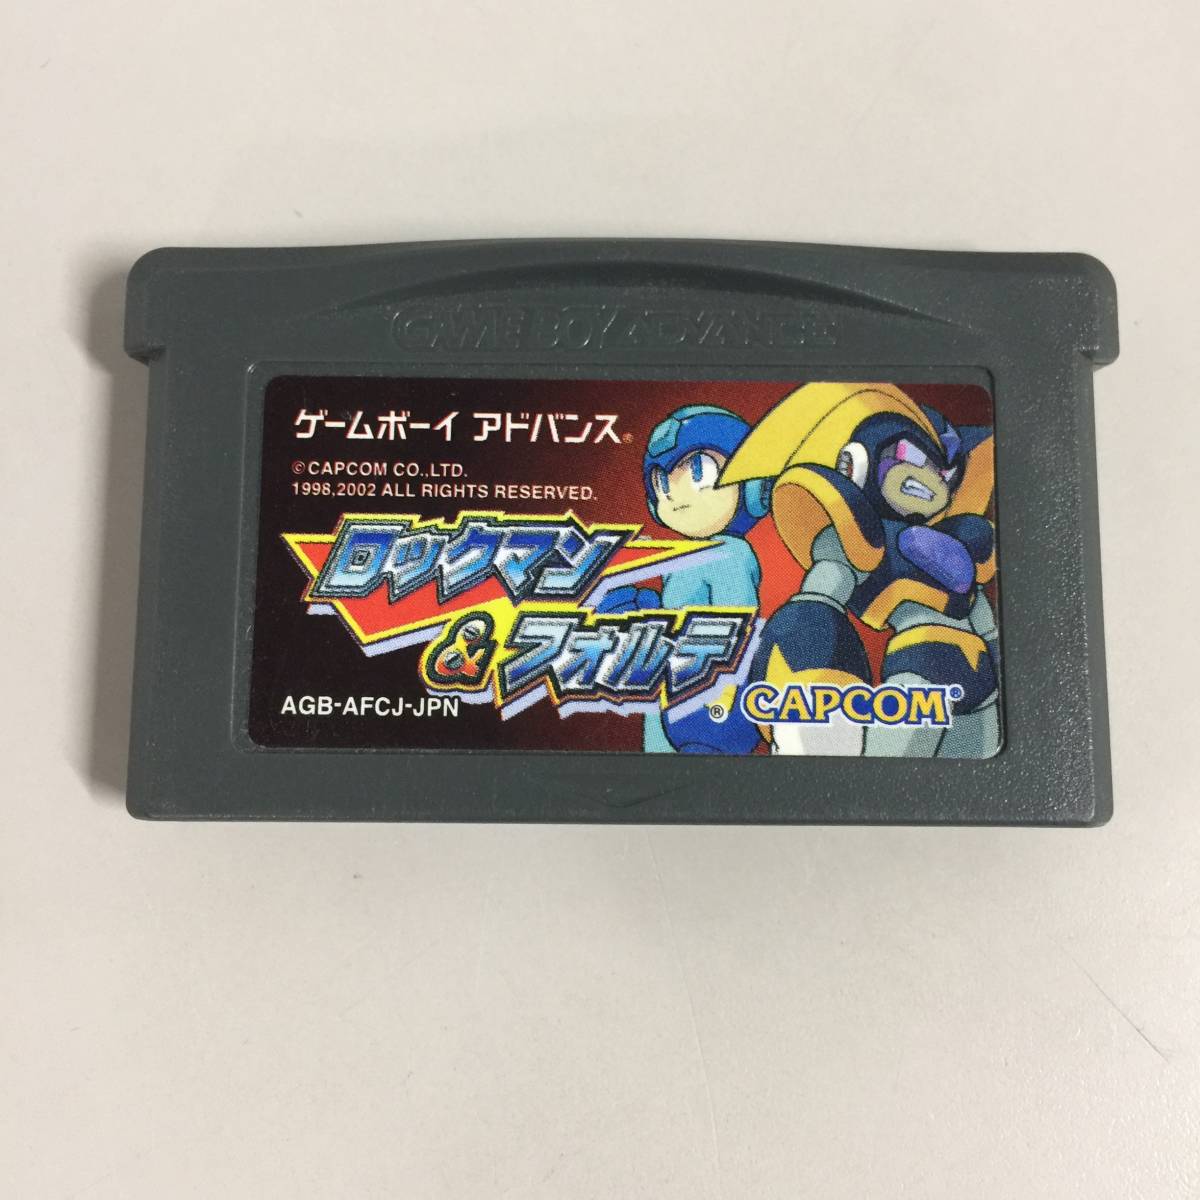 GAME BOY ADVANCE
ゲームボーイ アドバンス®
©CAPCOM CO.,LTD.
1998,2002 ALL RIGHTS RESERVED.
ロックマン
&フォルテ
AGB-AFCJ-JPN
® CAPCOM®